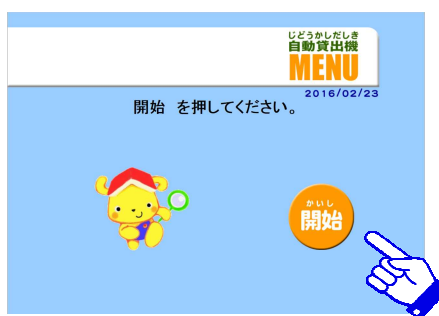 じどうかしだしき
自動貸出機
MENU
2016/02/23
開始 を押してください。
かいし
開始